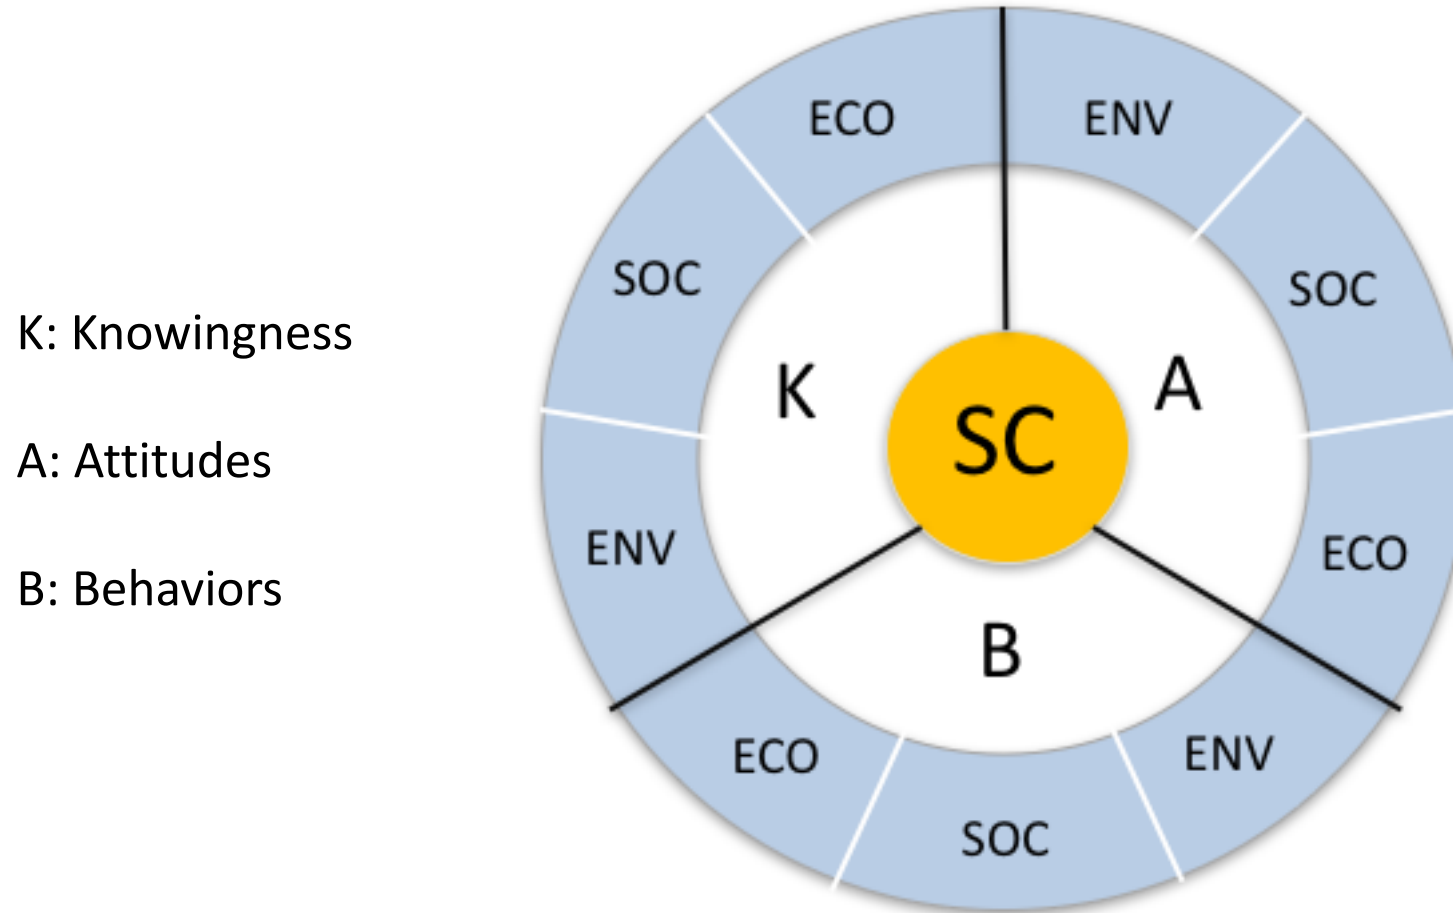 K: Knowingness
A: Attitudes
B: Behaviors
ECO
ENV
SOC
SOC
K
A
SC
ENV
ECO
B
ECO
ENV
SOC